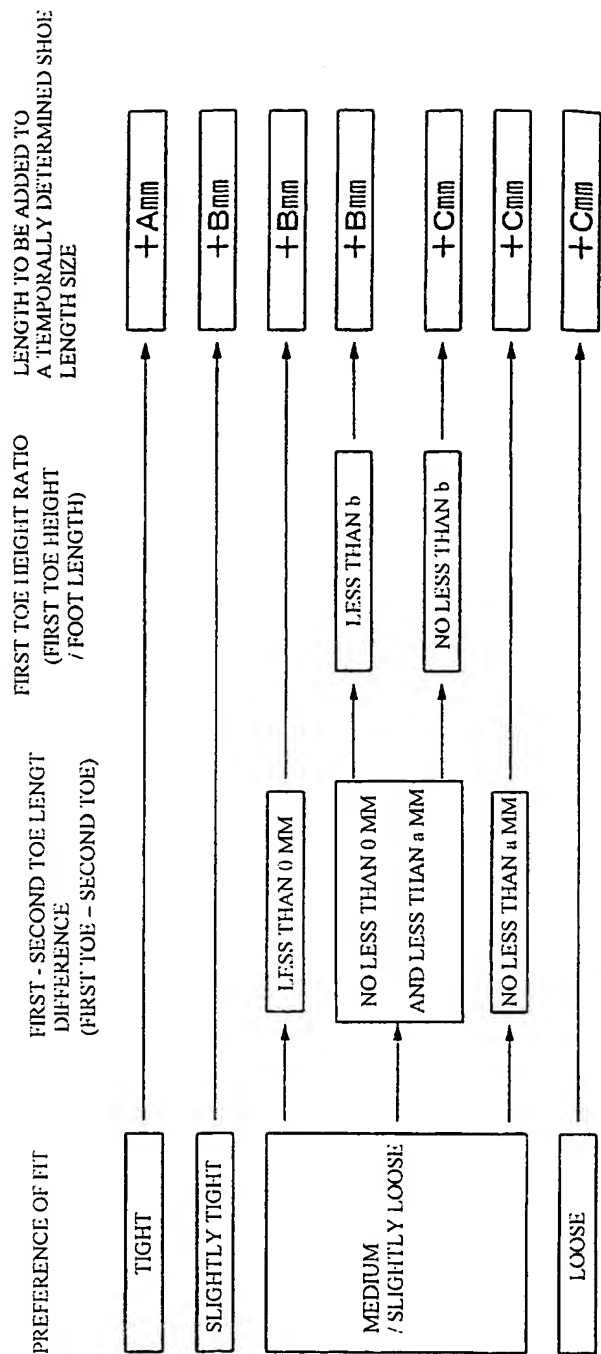 PREFERENCE OF FIT
FIRST - SECOND TOE LENGT
DIFFERENCE
(FIRST TOE – SECOND TOE)
FIRST TOE HEIGHT RATIO
(FIRST TOE HEIGHT
/ FOOT LENGTH)
LENGTH TO BE ADDED TO
A TEMPORALLY DETERMINED SHOE
LENGTH SIZE
TIGHT
+Amm
SLIGHTLY TIGHT
+Bmm
MEDIUM
/ SLIGHTLY LOOSE
LESS THAN 0 MM
+Bmm
NO LESS THAN 0 MM
AND LESS THAN a MM
LESS THAN b
+Bmm
NO LESS THAN b
+Cmm
NO LESS THAN a MM
+Cmm
LOOSE
+Cmm